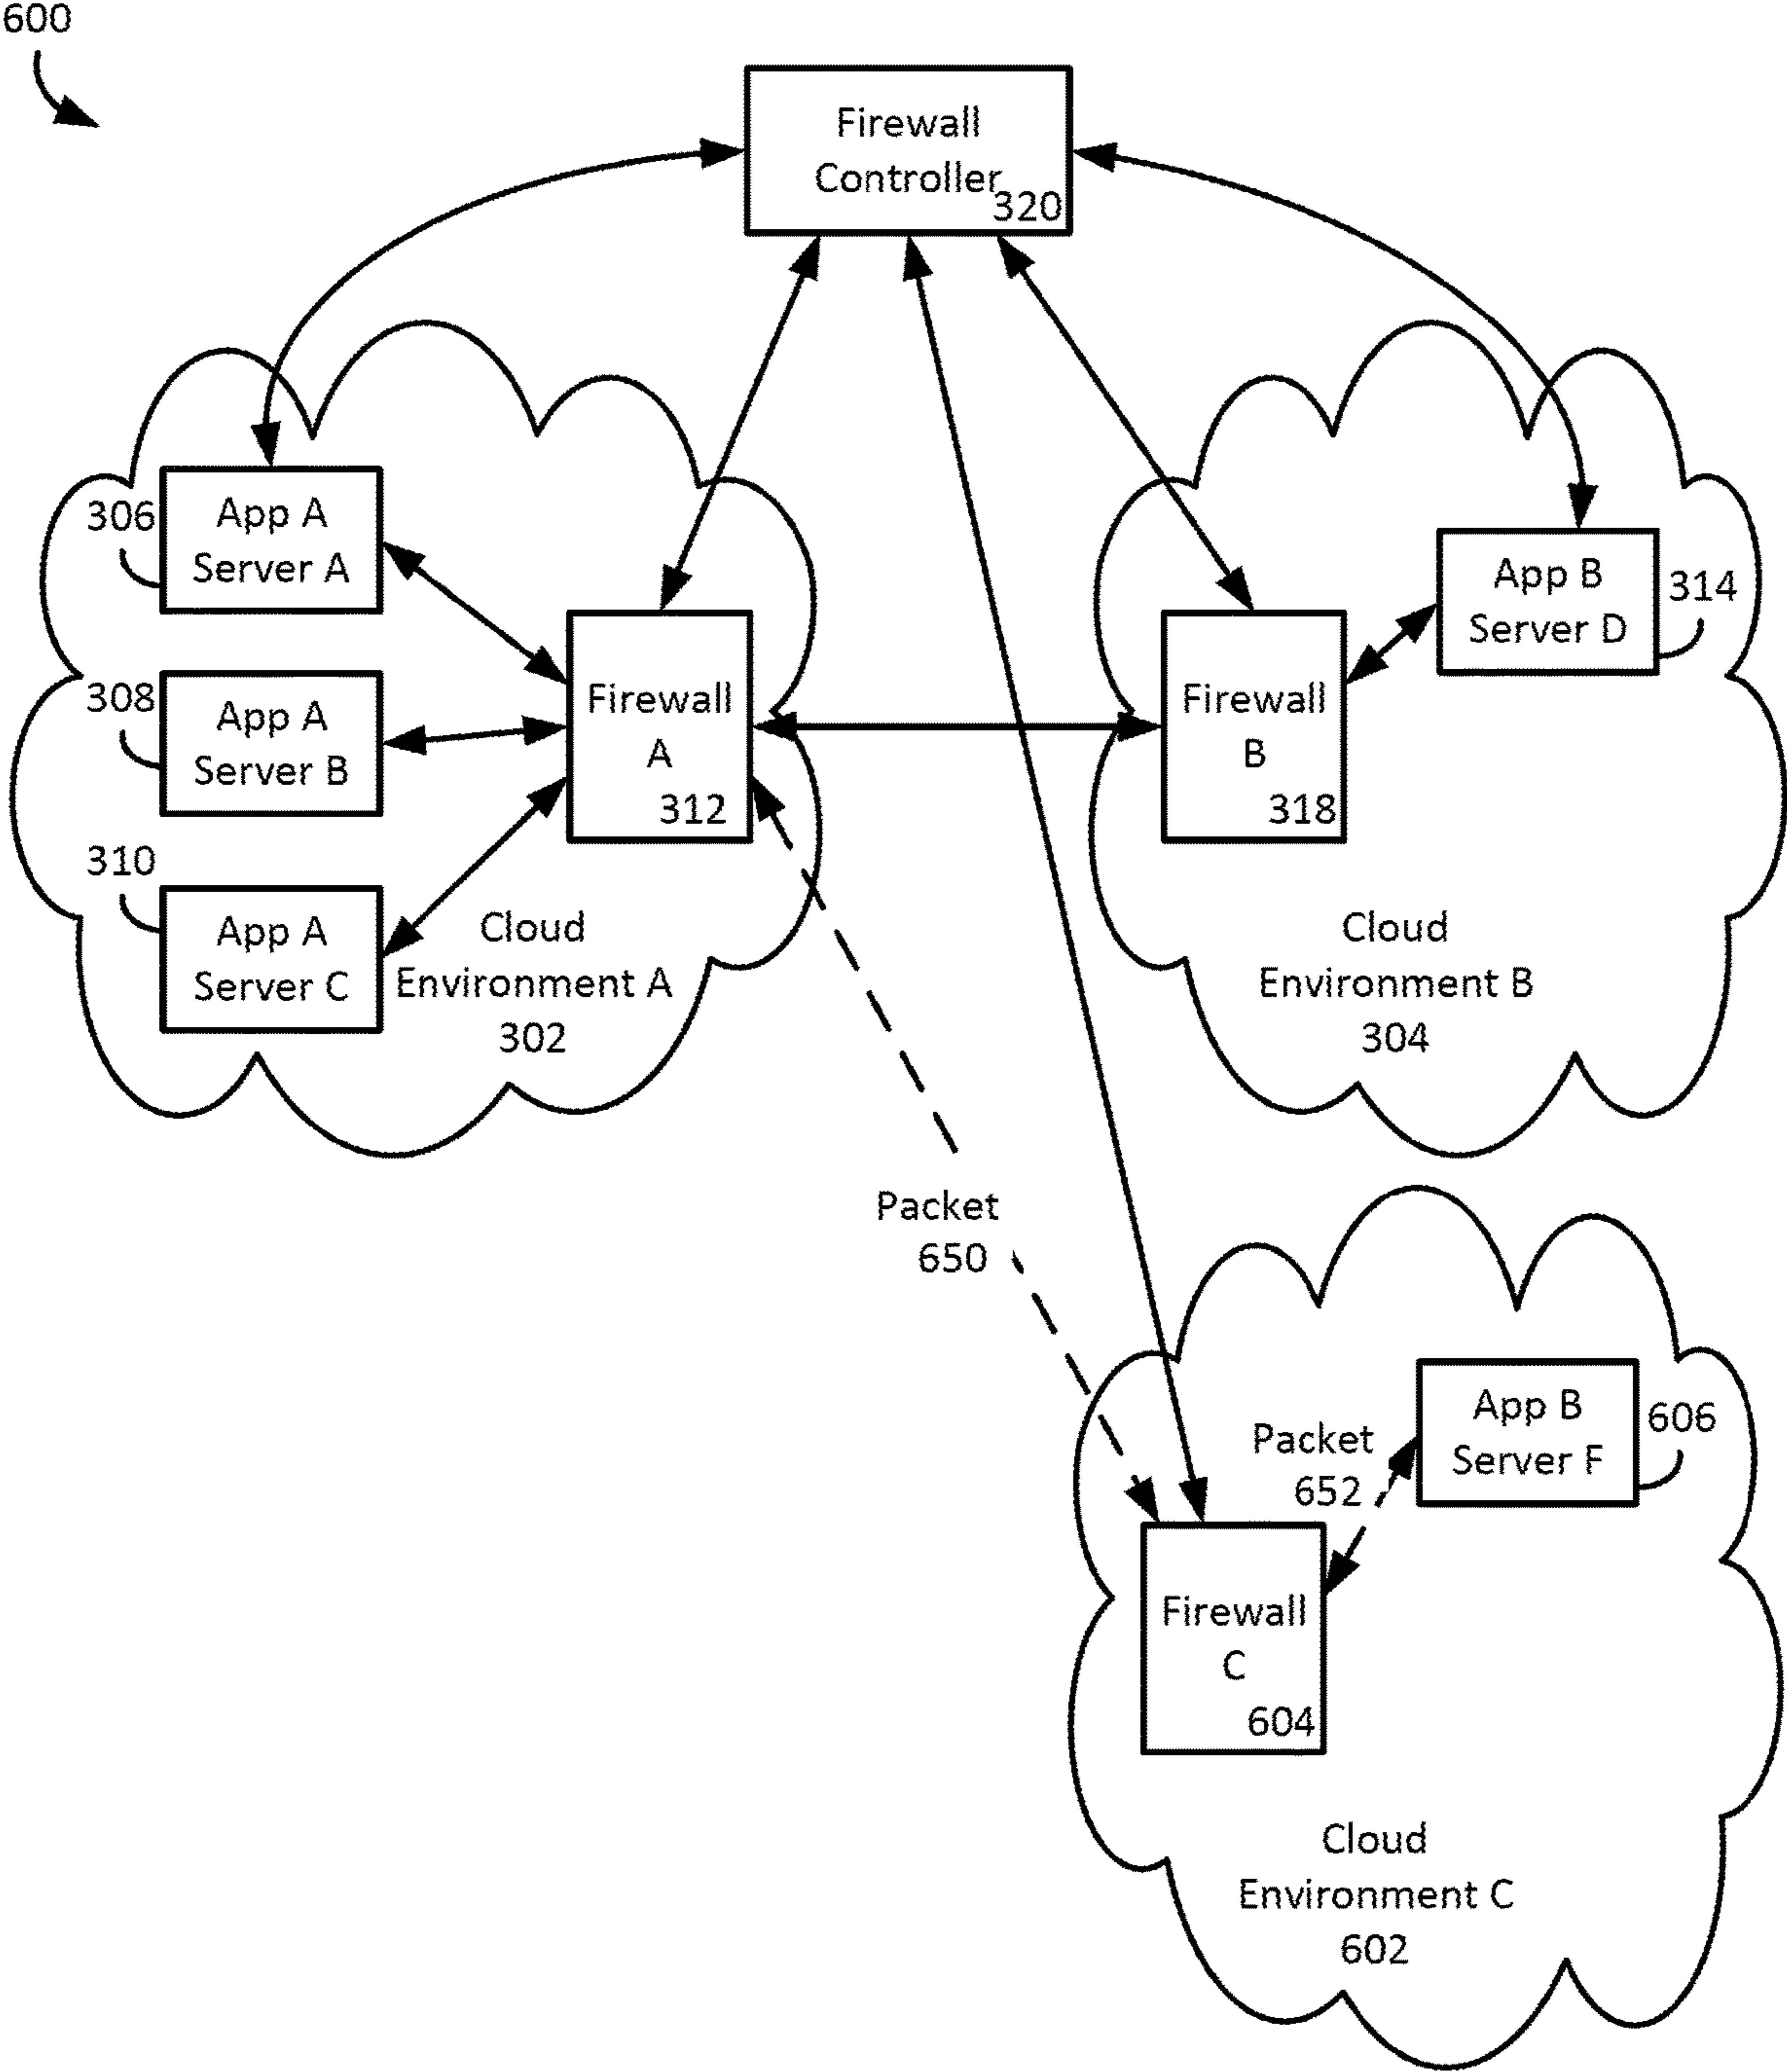 600
Firewall
Controller
320
306
App A
Server A
308
App A
Server B
310
App A
Server C
Firewall
A
312
Cloud
Environment A
302
Firewall
B
318
App B
Server D
314
Cloud
Environment B
304
Packet
650
Packet
652
App B
Server F
606
Firewall
C
604
Cloud
Environment C
602